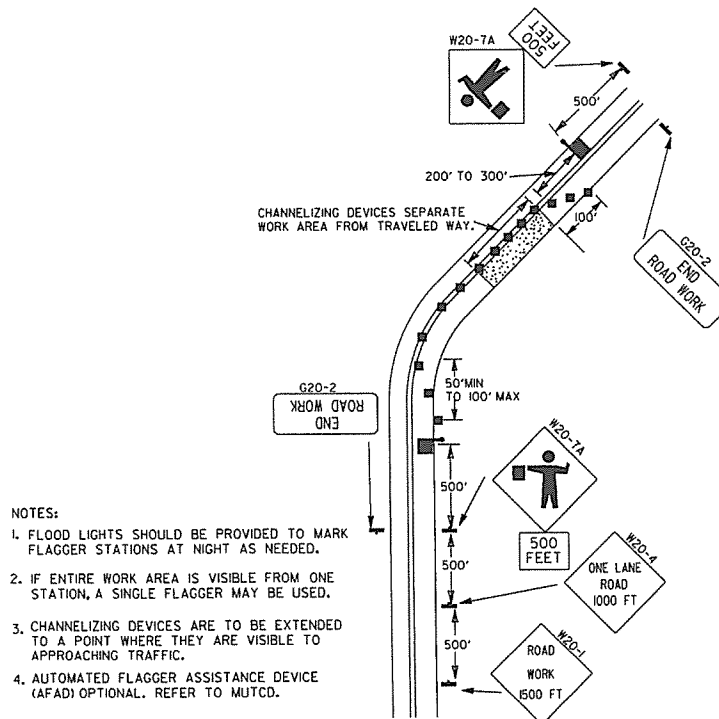 W20-7A
500
FEET
500'
200' TO 300'
CHANNELIZING DEVICES SEPARATE
WORK AREA FROM TRAVELED WAY.
100'
G20-2
END
ROAD WORK
50'MIN
TO 100' MAX
G20-2
END
ROAD WORK
W20-7A
500'
500
FEET
500'
W20-4
ONE LANE
ROAD
1000 FT
500'
W20-1
ROAD
WORK
1500 FT
NOTES:
1. FLOOD LIGHTS SHOULD BE PROVIDED TO MARK
FLAGGER STATIONS AT NIGHT AS NEEDED.
2. IF ENTIRE WORK AREA IS VISIBLE FROM ONE
STATION, A SINGLE FLAGGER MAY BE USED.
3. CHANNELIZING DEVICES ARE TO BE EXTENDED
TO A POINT WHERE THEY ARE VISIBLE TO
APPROACHING TRAFFIC.
4. AUTOMATED FLAGGER ASSISTANCE DEVICE
(AFAD) OPTIONAL. REFER TO MUTCD.